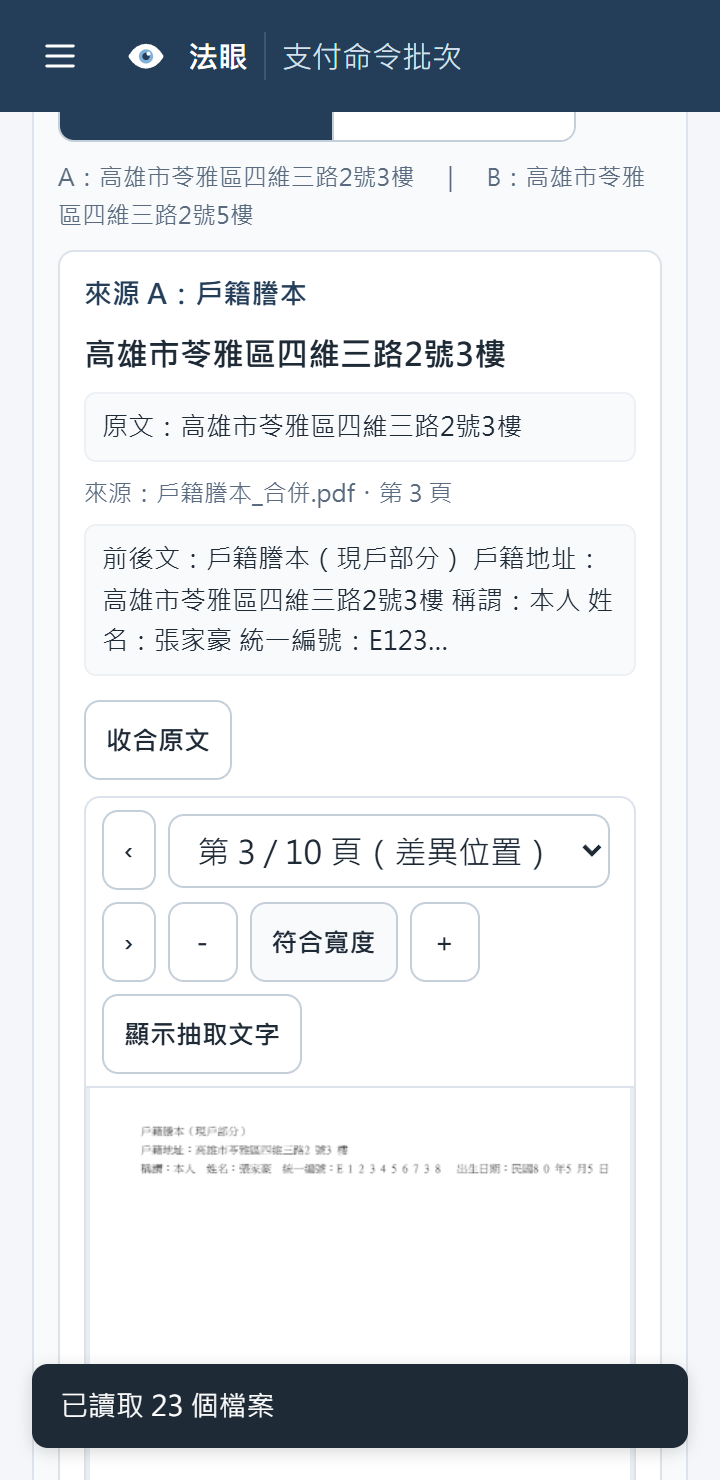 法眼 支付命令批次
A：高雄市苓雅區四維三路2號3樓 | B：高雄市苓雅
區四維三路2號5樓
來源 A：戶籍謄本
高雄市苓雅區四維三路2號3樓
原文：高雄市苓雅區四維三路2號3樓
來源：戶籍謄本_合併.pdf · 第 3 頁
前後文：戶籍謄本（現戶部分） 戶籍地址：
高雄市苓雅區四維三路2號3樓 稱謂：本人 姓
名：張家豪 統一編號：E123...
收合原文
‹ 第 3 / 10 頁（差異位置）
› - 符合寬度 +
顯示抽取文字
戶籍謄本（現戶部分）
戶籍地址：高雄市苓雅區四維三路2 號3 樓
稱謂：本人 姓名：張家豪 統一編號：E 1 2 3 4 5 6 7 3 8 出生日期：民國8 0 年5 月5 日
已讀取 23 個檔案